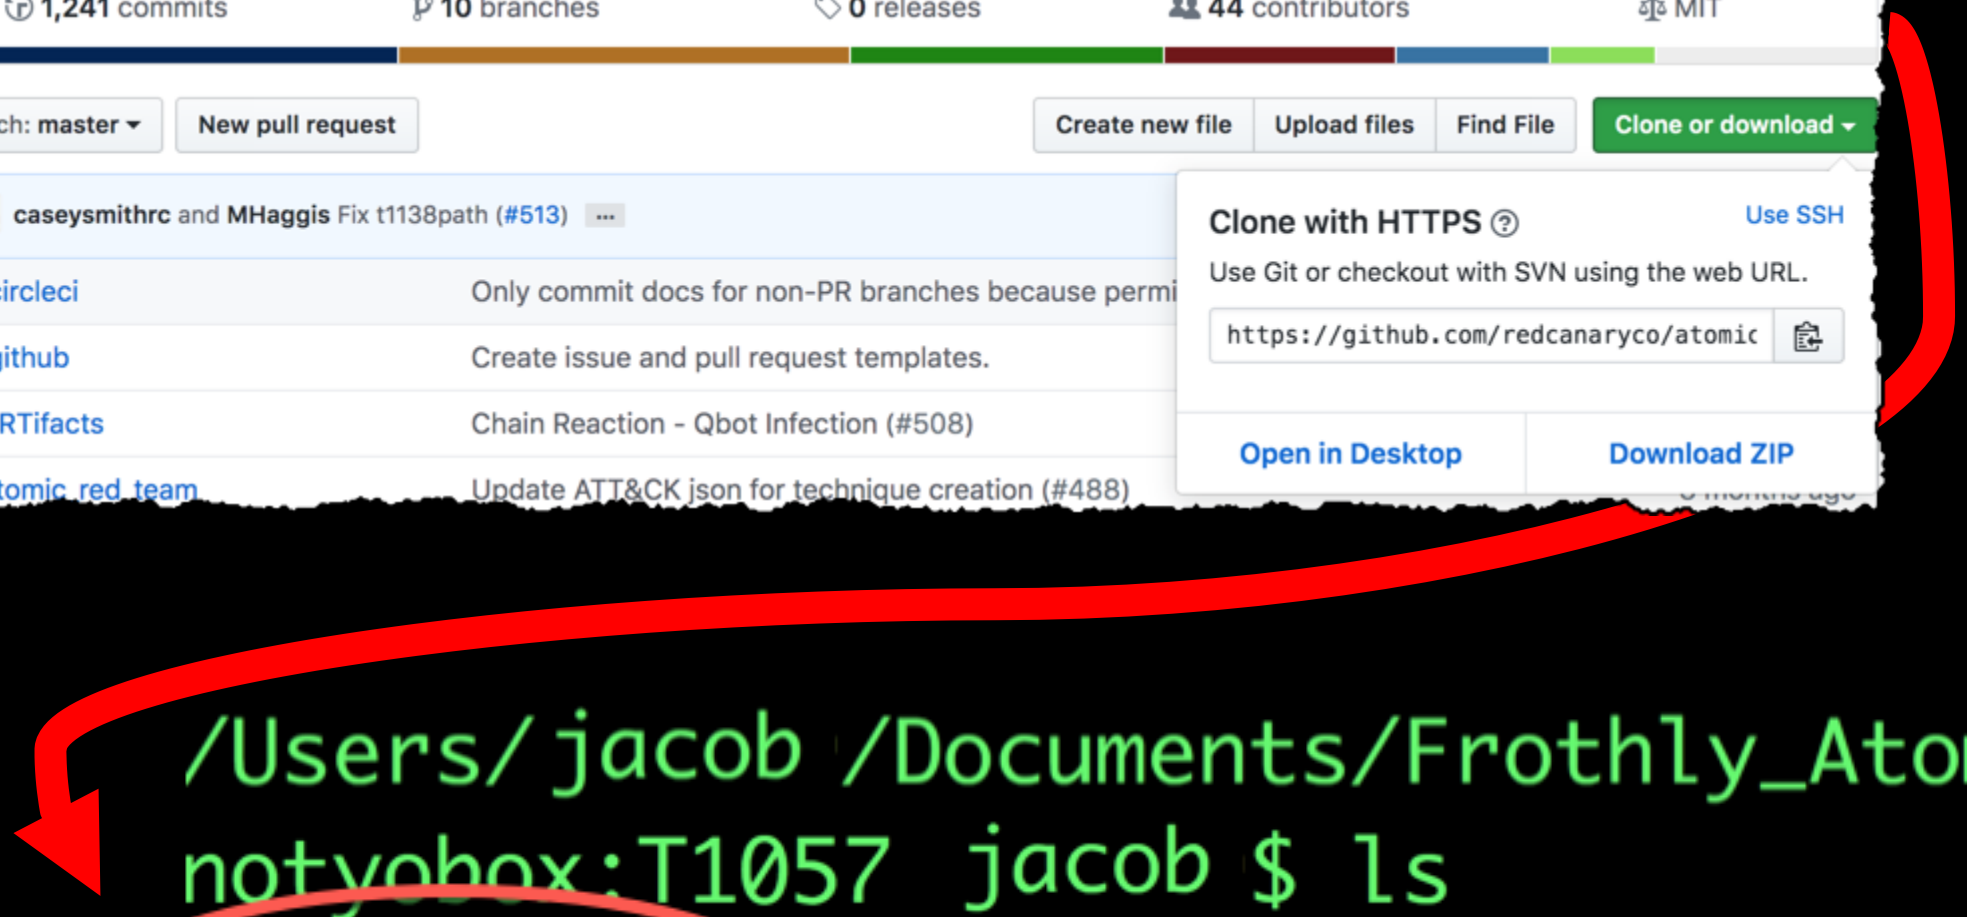 1,241 commits 10 branches 0 releases 44 contributors MIT
ch: master New pull request Create new file Upload files Find File Clone or download
caseysmithrc and MHaggis Fix t1138path (#513) ...
Clone with HTTPS ? Use SSH
Use Git or checkout with SVN using the web URL.
ircleci Only commit docs for non-PR branches because permi
https://github.com/redcanaryco/atomic
ithub Create issue and pull request templates.
RTifacts Chain Reaction - Qbot Infection (#508)
Open in Desktop Download ZIP
tomic_red_team Update ATT&CK json for technique creation (#488)
months ago
/Users/jacob /Documents/Frothly_Ato
notyobox:T1057 jacob $ ls